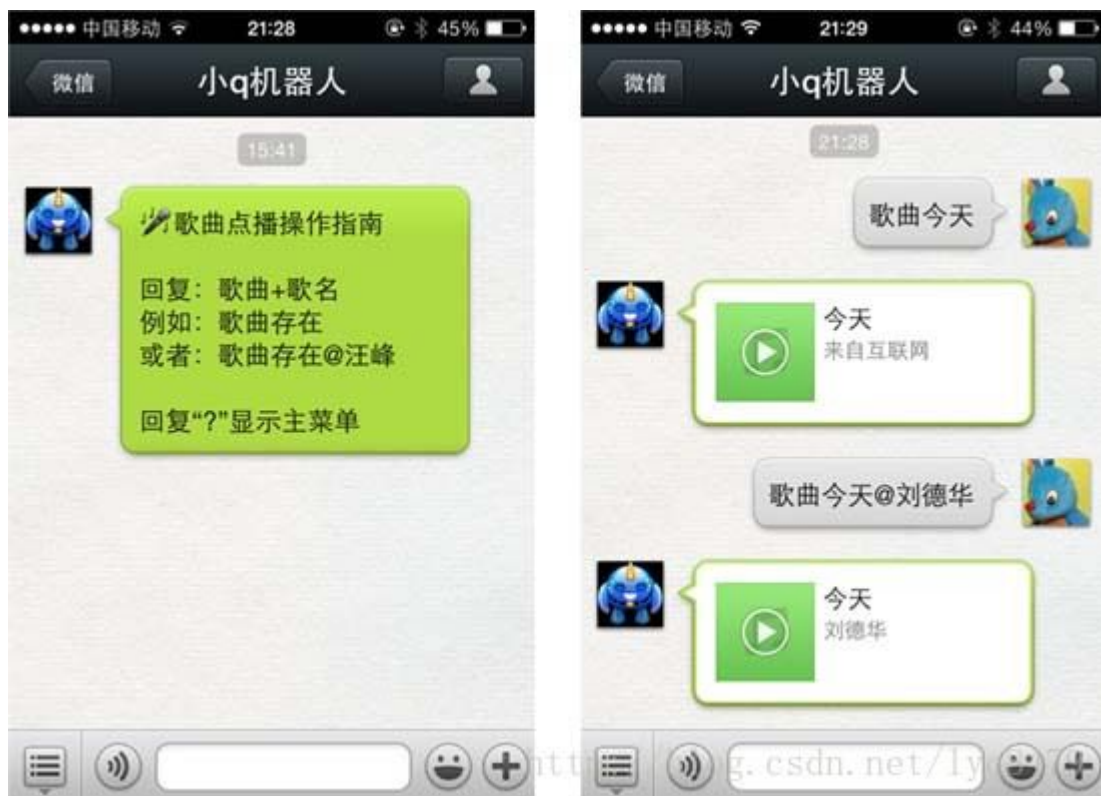 中国移动 21:28 45%
微信 小q机器人
15:41
歌曲点播操作指南
回复：歌曲+歌名
例如：歌曲存在
或者：歌曲存在@汪峰
回复“?”显示主菜单
中国移动 21:29 44%
微信 小q机器人
21:28
歌曲今天
今天
来自互联网
歌曲今天@刘德华
今天
刘德华
g.csdn.net/ly